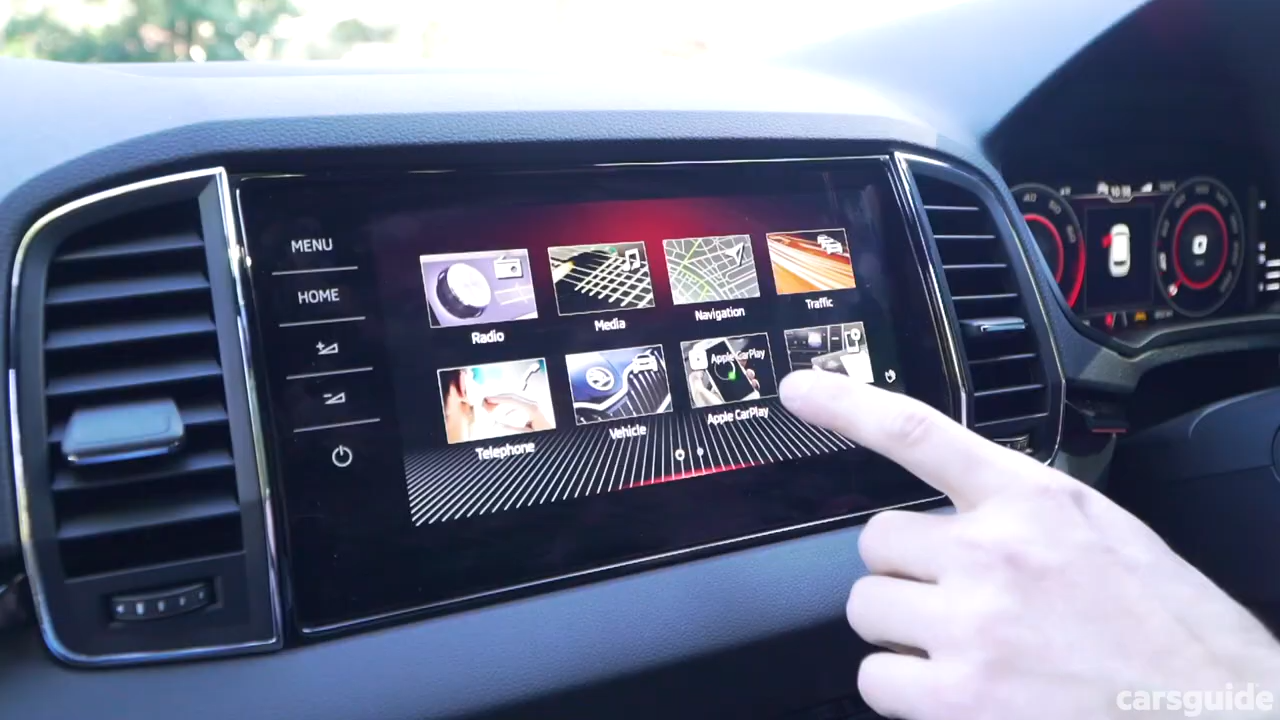 MENU
HOME
Radio
Media
Navigation
Traffic
Telephone
Vehicle
Apple CarPlay
Apple CarPlay
carsguide